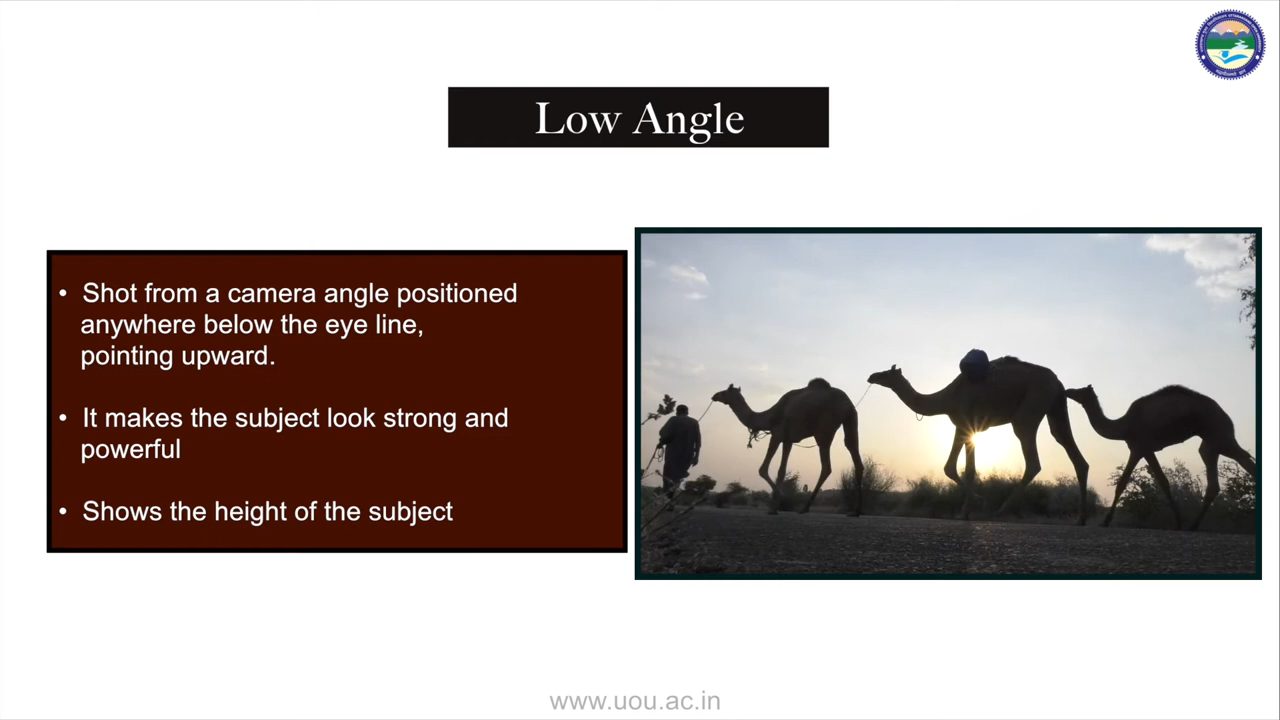 Low Angle
• Shot from a camera angle positioned
anywhere below the eye line,
pointing upward.
• It makes the subject look strong and
powerful
• Shows the height of the subject
www.uou.ac.in